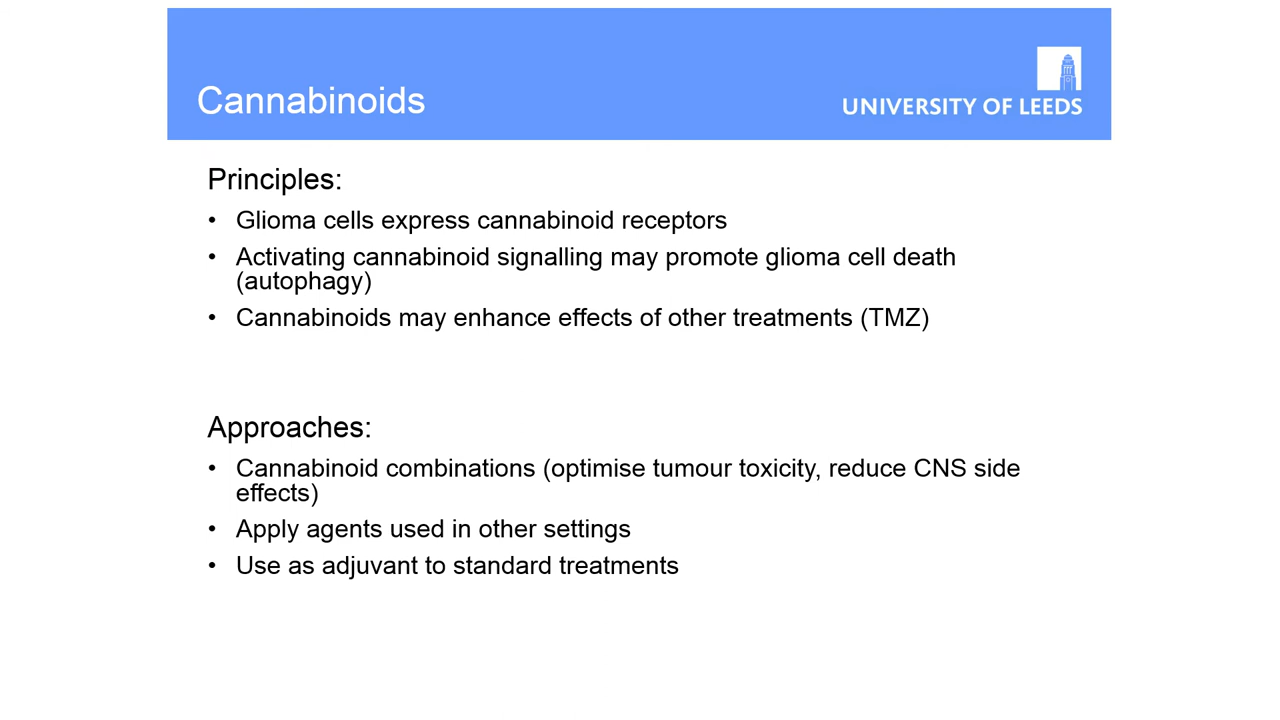 Cannabinoids
UNIVERSITY OF LEEDS
Principles:
• Glioma cells express cannabinoid receptors
• Activating cannabinoid signalling may promote glioma cell death
(autophagy)
• Cannabinoids may enhance effects of other treatments (TMZ)
Approaches:
• Cannabinoid combinations (optimise tumour toxicity, reduce CNS side
effects)
• Apply agents used in other settings
• Use as adjuvant to standard treatments